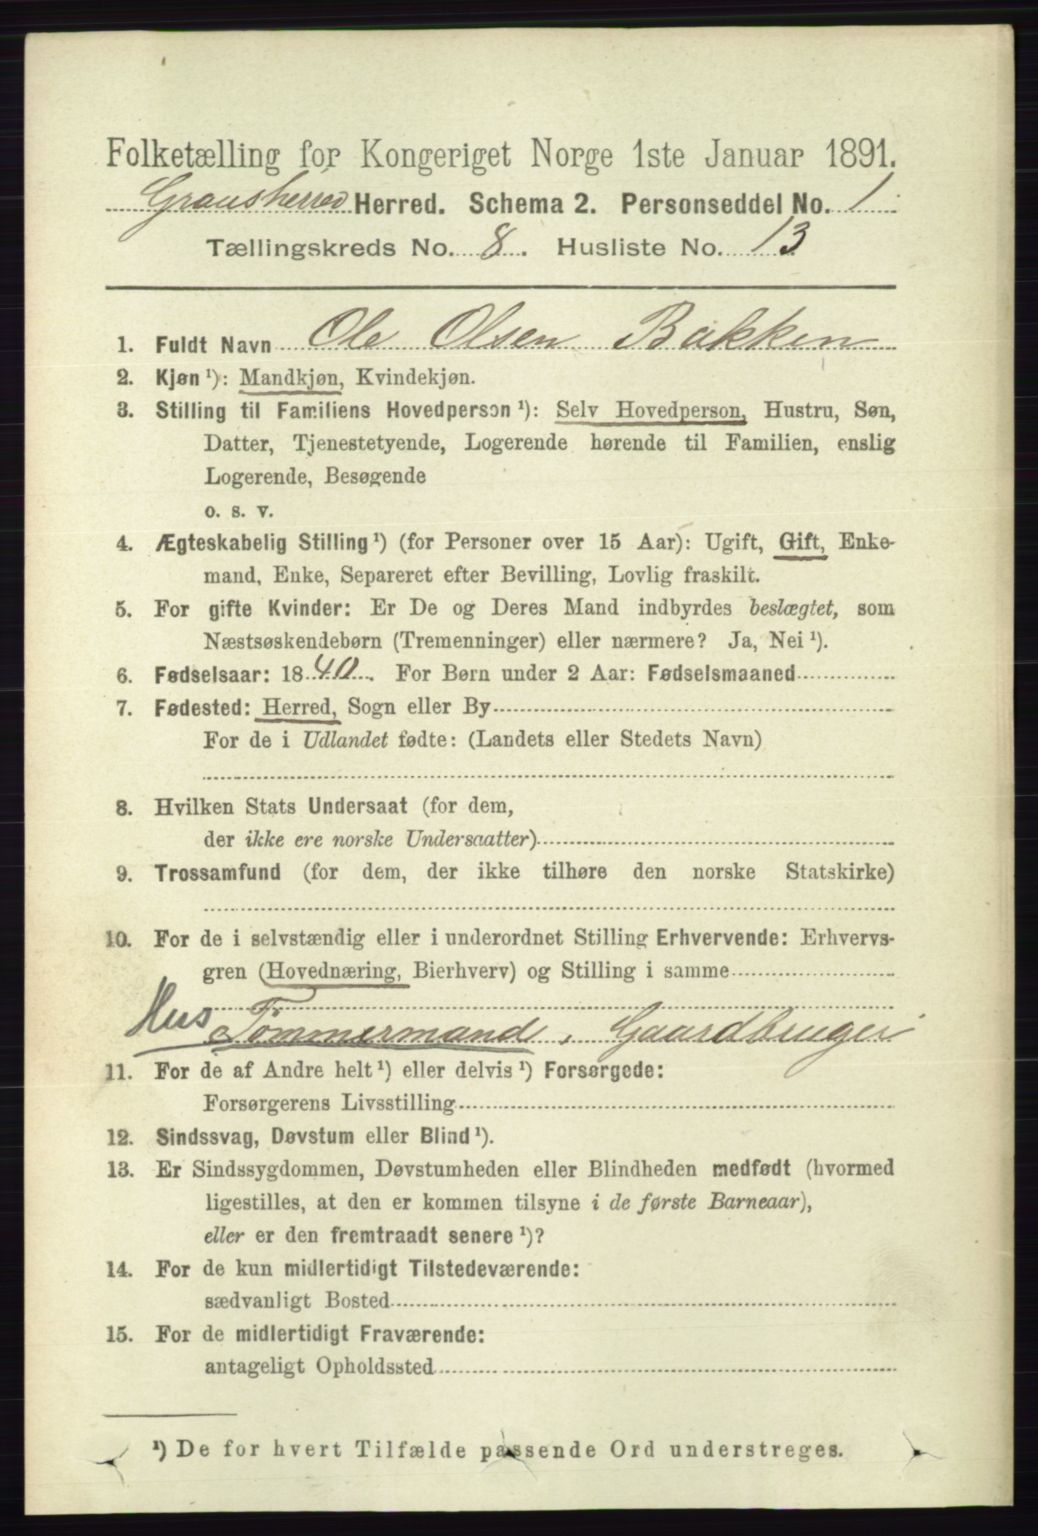 Folketælling for Kongeriget Norge 1ste Januar 1891.
Gransherred Herred. Schema 2. Personseddel No. 1
Tællingskreds No. 8. Husliste No. 13
1. Fuldt Navn Ole Olsen Bakken
2. Kjøn ¹): Mandkjøn, Kvindekjøn.
3. Stilling til Familiens Hovedperson ¹): Selv Hovedperson, Hustru, Søn,
Datter, Tjenestetyende, Logerende hørende til Familien, enslig
Logerende, Besøgende
o. s. v.
4. Ægteskabelig Stilling ¹) (for Personer over 15 Aar): Ugift, Gift, Enke-
mand, Enke, Separeret efter Bevilling, Lovlig fraskilt.
5. For gifte Kvinder: Er De og Deres Mand indbyrdes beslægtet, som
Næstsøskendebørn (Tremenninger) eller nærmere? Ja, Nei ¹).
6. Fødselsaar: 1840. For Børn under 2 Aar: Fødselsmaaned
7. Fødested: Herred, Sogn eller By
For de i Udlandet fødte: (Landets eller Stedets Navn)
8. Hvilken Stats Undersaat (for dem,
der ikke ere norske Undersaatter)
9. Trossamfund (for dem, der ikke tilhøre den norske Statskirke)
10. For de i selvstændig eller i underordnet Stilling Erhvervende: Erhvervs-
gren (Hovednæring, Bierhverv) og Stilling i samme
Hus Tømmermand, Gaardbruger
11. For de af Andre helt ¹) eller delvis ¹) Forsørgede:
Forsørgerens Livsstilling
12. Sindssvag, Døvstum eller Blind ¹).
13. Er Sindssygdommen, Døvstumheden eller Blindheden medfødt (hvormed
ligestilles, at den er kommen tilsyne i de første Barneaar),
eller er den fremtraadt senere ¹)?
14. For de kun midlertidigt Tilstedeværende:
sædvanligt Bosted
15. For de midlertidigt Fraværende:
antageligt Opholdssted
¹) De for hvert Tilfælde passende Ord understreges.